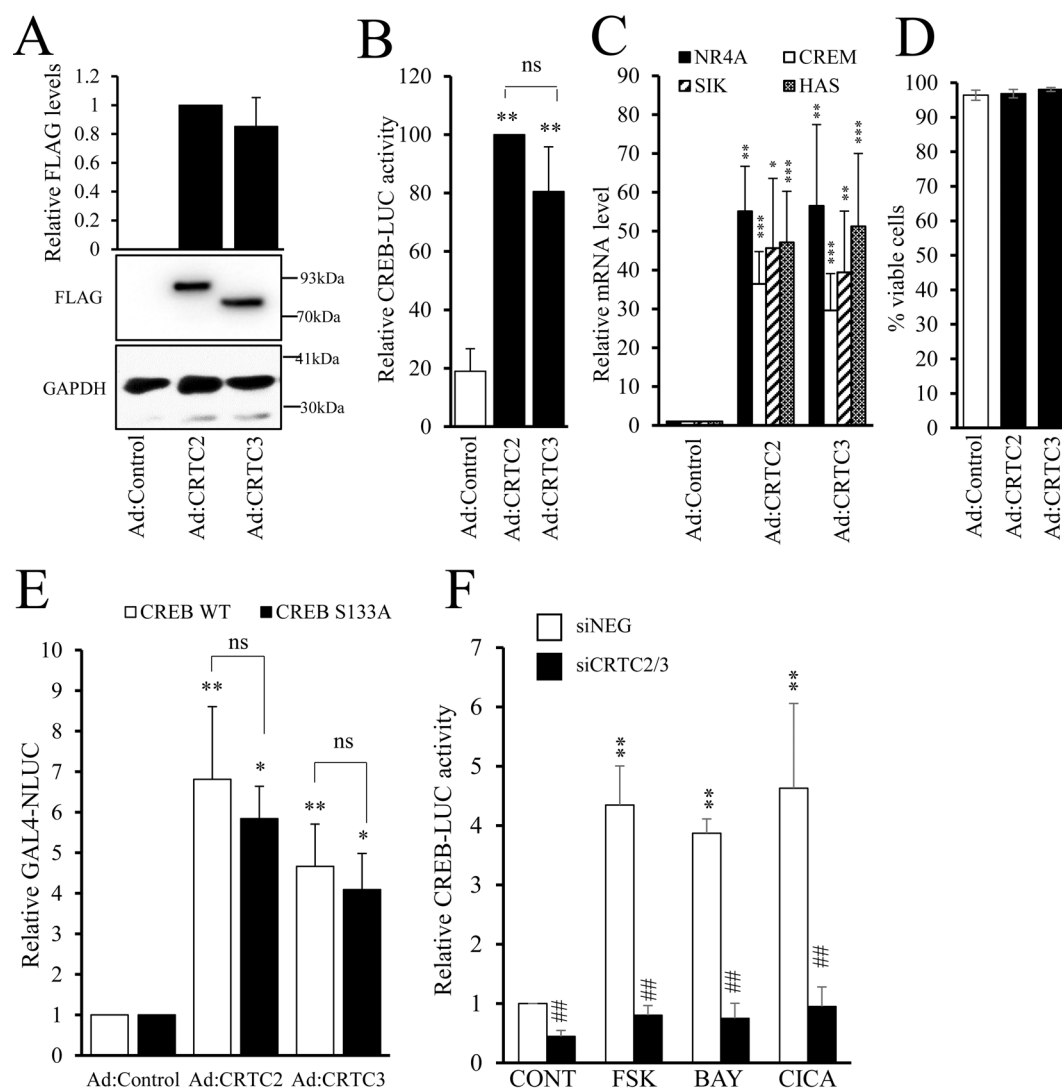 A
Relative FLAG levels
1.2
1
0.8
0.6
0.4
0.2
0
FLAG
93kDa
70kDa
GAPDH
41kDa
30kDa
Ad:Control
Ad:CRTC2
Ad:CRTC3
B
Relative CREB-LUC activity
120
100
80
60
40
20
0
ns
**
**
Ad:Control
Ad:CRTC2
Ad:CRTC3
C
NR4A
CREM
SIK
HAS
Relative mRNA level
90
80
70
60
50
40
30
20
10
0
**
***
*
***
**
***
**
***
Ad:Control
Ad:CRTC2
Ad:CRTC3
D
% viable cells
100
90
80
70
60
50
40
30
20
10
0
Ad:Control
Ad:CRTC2
Ad:CRTC3
E
CREB WT
CREB S133A
Relative GAL4-NLUC
10
9
8
7
6
5
4
3
2
1
0
ns
**
*
ns
**
*
Ad:Control
Ad:CRTC2
Ad:CRTC3
F
siNEG
siCRTC2/3
Relative CREB-LUC activity
7
6
5
4
3
2
1
0
##
**
##
**
##
**
##
CONT
FSK
BAY
CICA